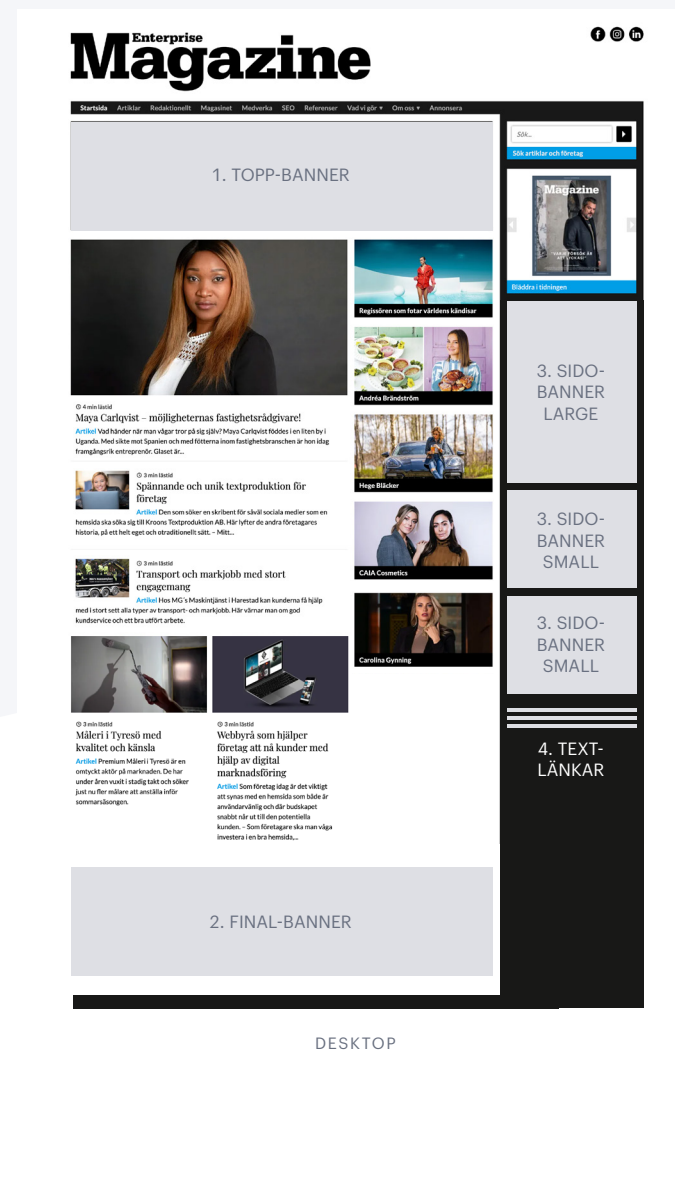 Enterprise
Magazine
Startsida Artiklar Redaktionellt Magasinet Medverka SEO Referenser Vad vi gör Om oss Annonsera
Sök...
Sök artiklar och företag
1. TOPP-BANNER
Magazine
Bläddra i tidningen
Regissören som fotar världens kändisar
Andréa Brändström
Hege Bläcker
CAIA Cosmetics
Carolina Gynning
4 min lästid
Maya Carlqvist – möjligheternas fastighetsrådgivare!
Artikel Vad händer när man vågar tror på sig själv? Maya Carlqvist föddes i en liten by i
Uganda. Med sikte mot Spanien och med fötterna inom fastighetsbranschen är hon idag
framgångsrik entreprenör. Glaset är...
3 min lästid
Spännande och unik textproduktion för
företag
Artikel Den som söker en skribent för såväl sociala medier som en
hemsida ska söka sig till Kroons Textproduktion AB. Här lyfter de andra företagares
historia, på ett helt eget och otraditionellt sätt. – Mitt...
3 min lästid
Transport och markjobb med stort
engagemang
Artikel Hos MG´s Maskintjänst i Harestad kan kunderna få hjälp
med i stort sett alla typer av transport- och markjobb. Här värnar man om god
kundservice och ett bra utfört arbete.
3 min lästid
Måleri i Tyresö med
kvalitet och känsla
Artikel Premium Måleri i Tyresö är en
omtyckt aktör på marknaden. De har
under åren vuxit i stadig takt och söker
just nu fler målare att anställa inför
sommarsäsongen.
3 min lästid
Webbyrå som hjälper
företag att nå kunder med
hjälp av digital
marknadsföring
Artikel Som företag idag är det viktigt
att synas med en hemsida som både är
användarvänlig och där budskapet
snabbt når ut till den potentiella
kunden. – Som företagare ska man våga
investera i en bra hemsida,...
3. SIDO-
BANNER
LARGE
3. SIDO-
BANNER
SMALL
3. SIDO-
BANNER
SMALL
4. TEXT-
LÄNKAR
2. FINAL-BANNER
DESKTOP